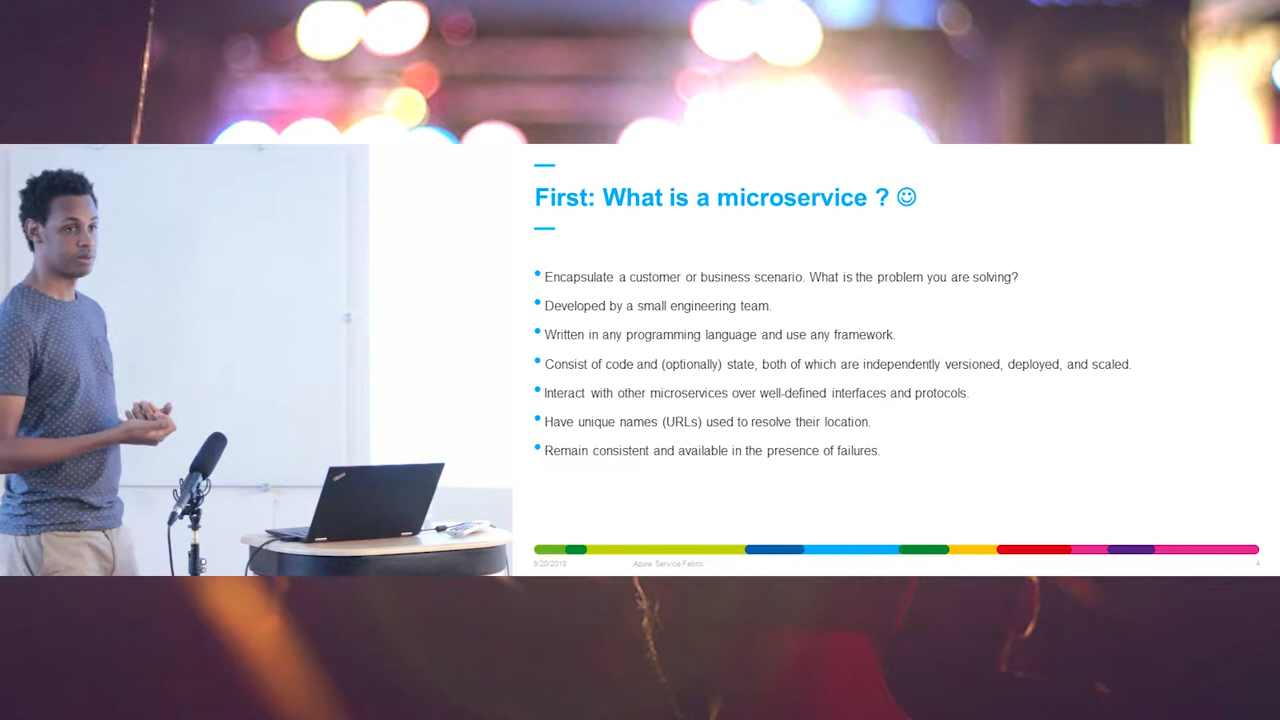 First: What is a microservice ? ☺
Encapsulate a customer or business scenario. What is the problem you are solving?
Developed by a small engineering team.
Written in any programming language and use any framework.
Consist of code and (optionally) state, both of which are independently versioned, deployed, and scaled.
Interact with other microservices over well-defined interfaces and protocols.
Have unique names (URLs) used to resolve their location.
Remain consistent and available in the presence of failures.
9/20/2018
Azure Service Fabric
4